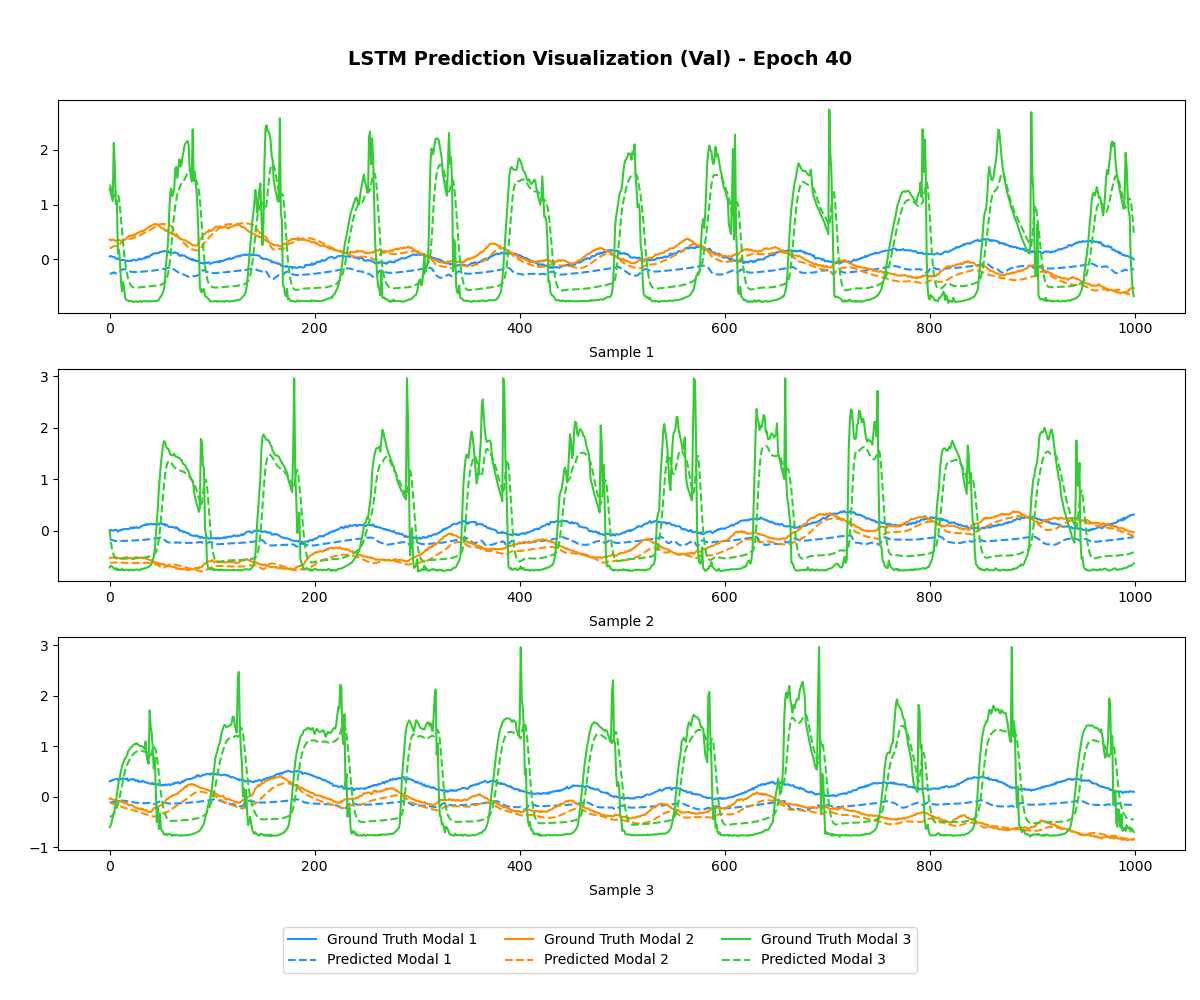 LSTM Prediction Visualization (Val) - Epoch 40
2
1
0
0 200 400 600 800 1000
Sample 1
3
2
1
0
0 200 400 600 800 1000
Sample 2
3
2
1
0
−1
0 200 400 600 800 1000
Sample 3
Ground Truth Modal 1 Ground Truth Modal 2 Ground Truth Modal 3
Predicted Modal 1 Predicted Modal 2 Predicted Modal 3